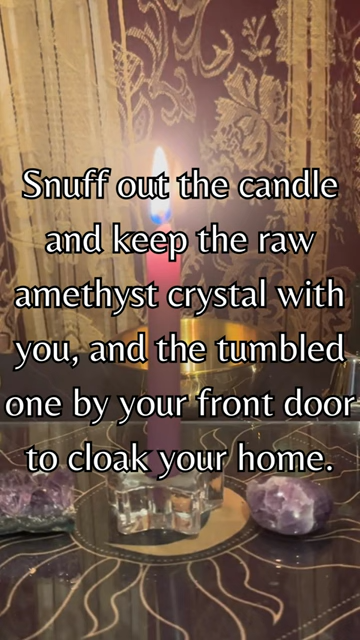 Snuff out the candle
and keep the raw
amethyst crystal with
you, and the tumbled
one by your front door
to cloak your home.